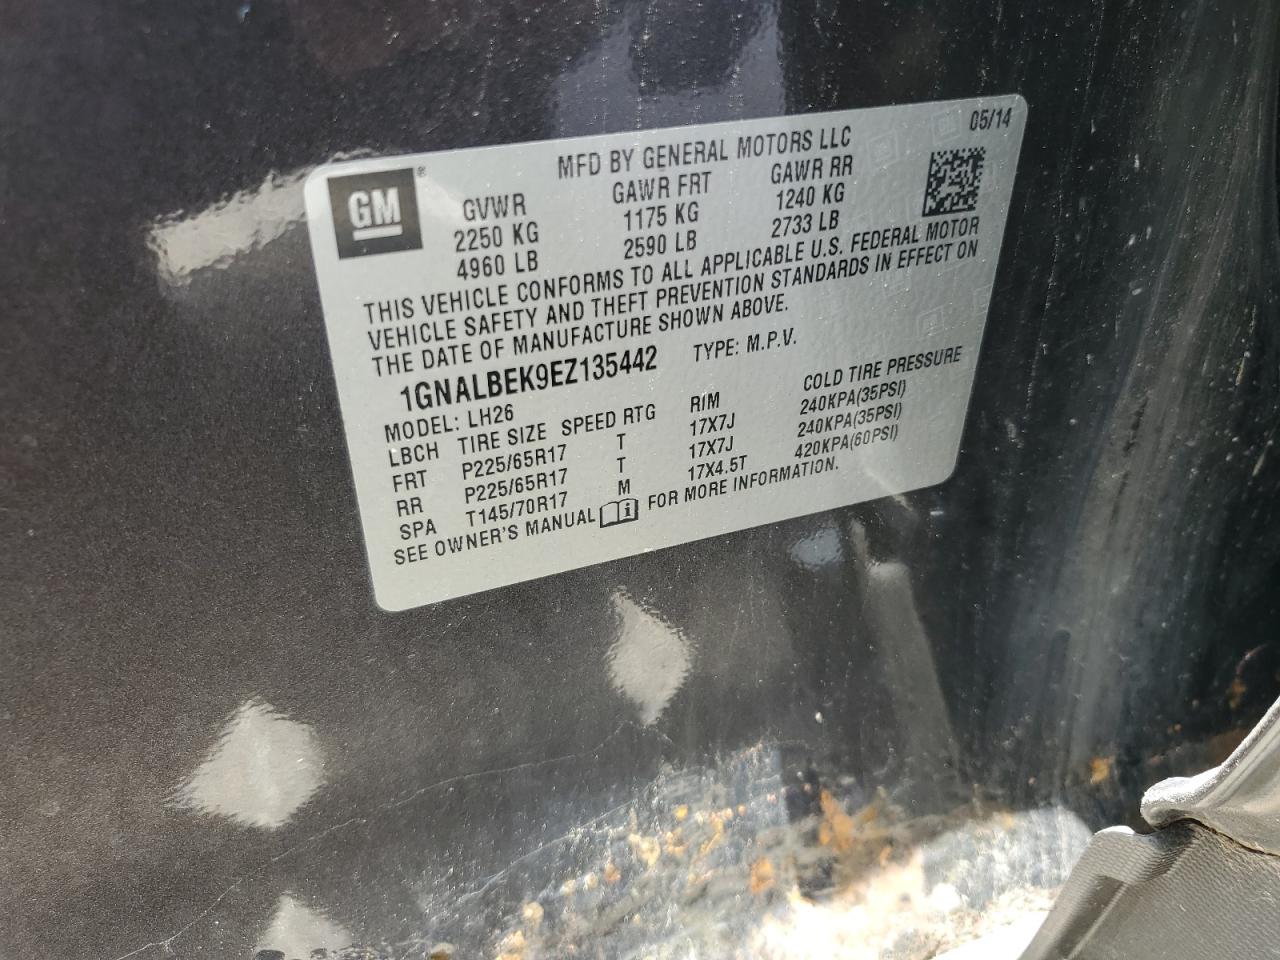 MFD BY GENERAL MOTORS LLC 05/14
GM®
GVWR GAWR FRT GAWR RR
2250 KG 1175 KG 1240 KG
4960 LB 2590 LB 2733 LB
THIS VEHICLE CONFORMS TO ALL APPLICABLE U.S. FEDERAL MOTOR
VEHICLE SAFETY AND THEFT PREVENTION STANDARDS IN EFFECT ON
THE DATE OF MANUFACTURE SHOWN ABOVE.
1GNALBEK9EZ135442 TYPE: M.P.V.
MODEL: LH26
LBCH TIRE SIZE SPEED RTG RIM COLD TIRE PRESSURE
FRT P225/65R17 T 17X7J 240KPA(35PSI)
RR P225/65R17 T 17X7J 240KPA(35PSI)
SPA T145/70R17 M 17X4.5T 420KPA(60PSI)
SEE OWNER'S MANUAL FOR MORE INFORMATION.